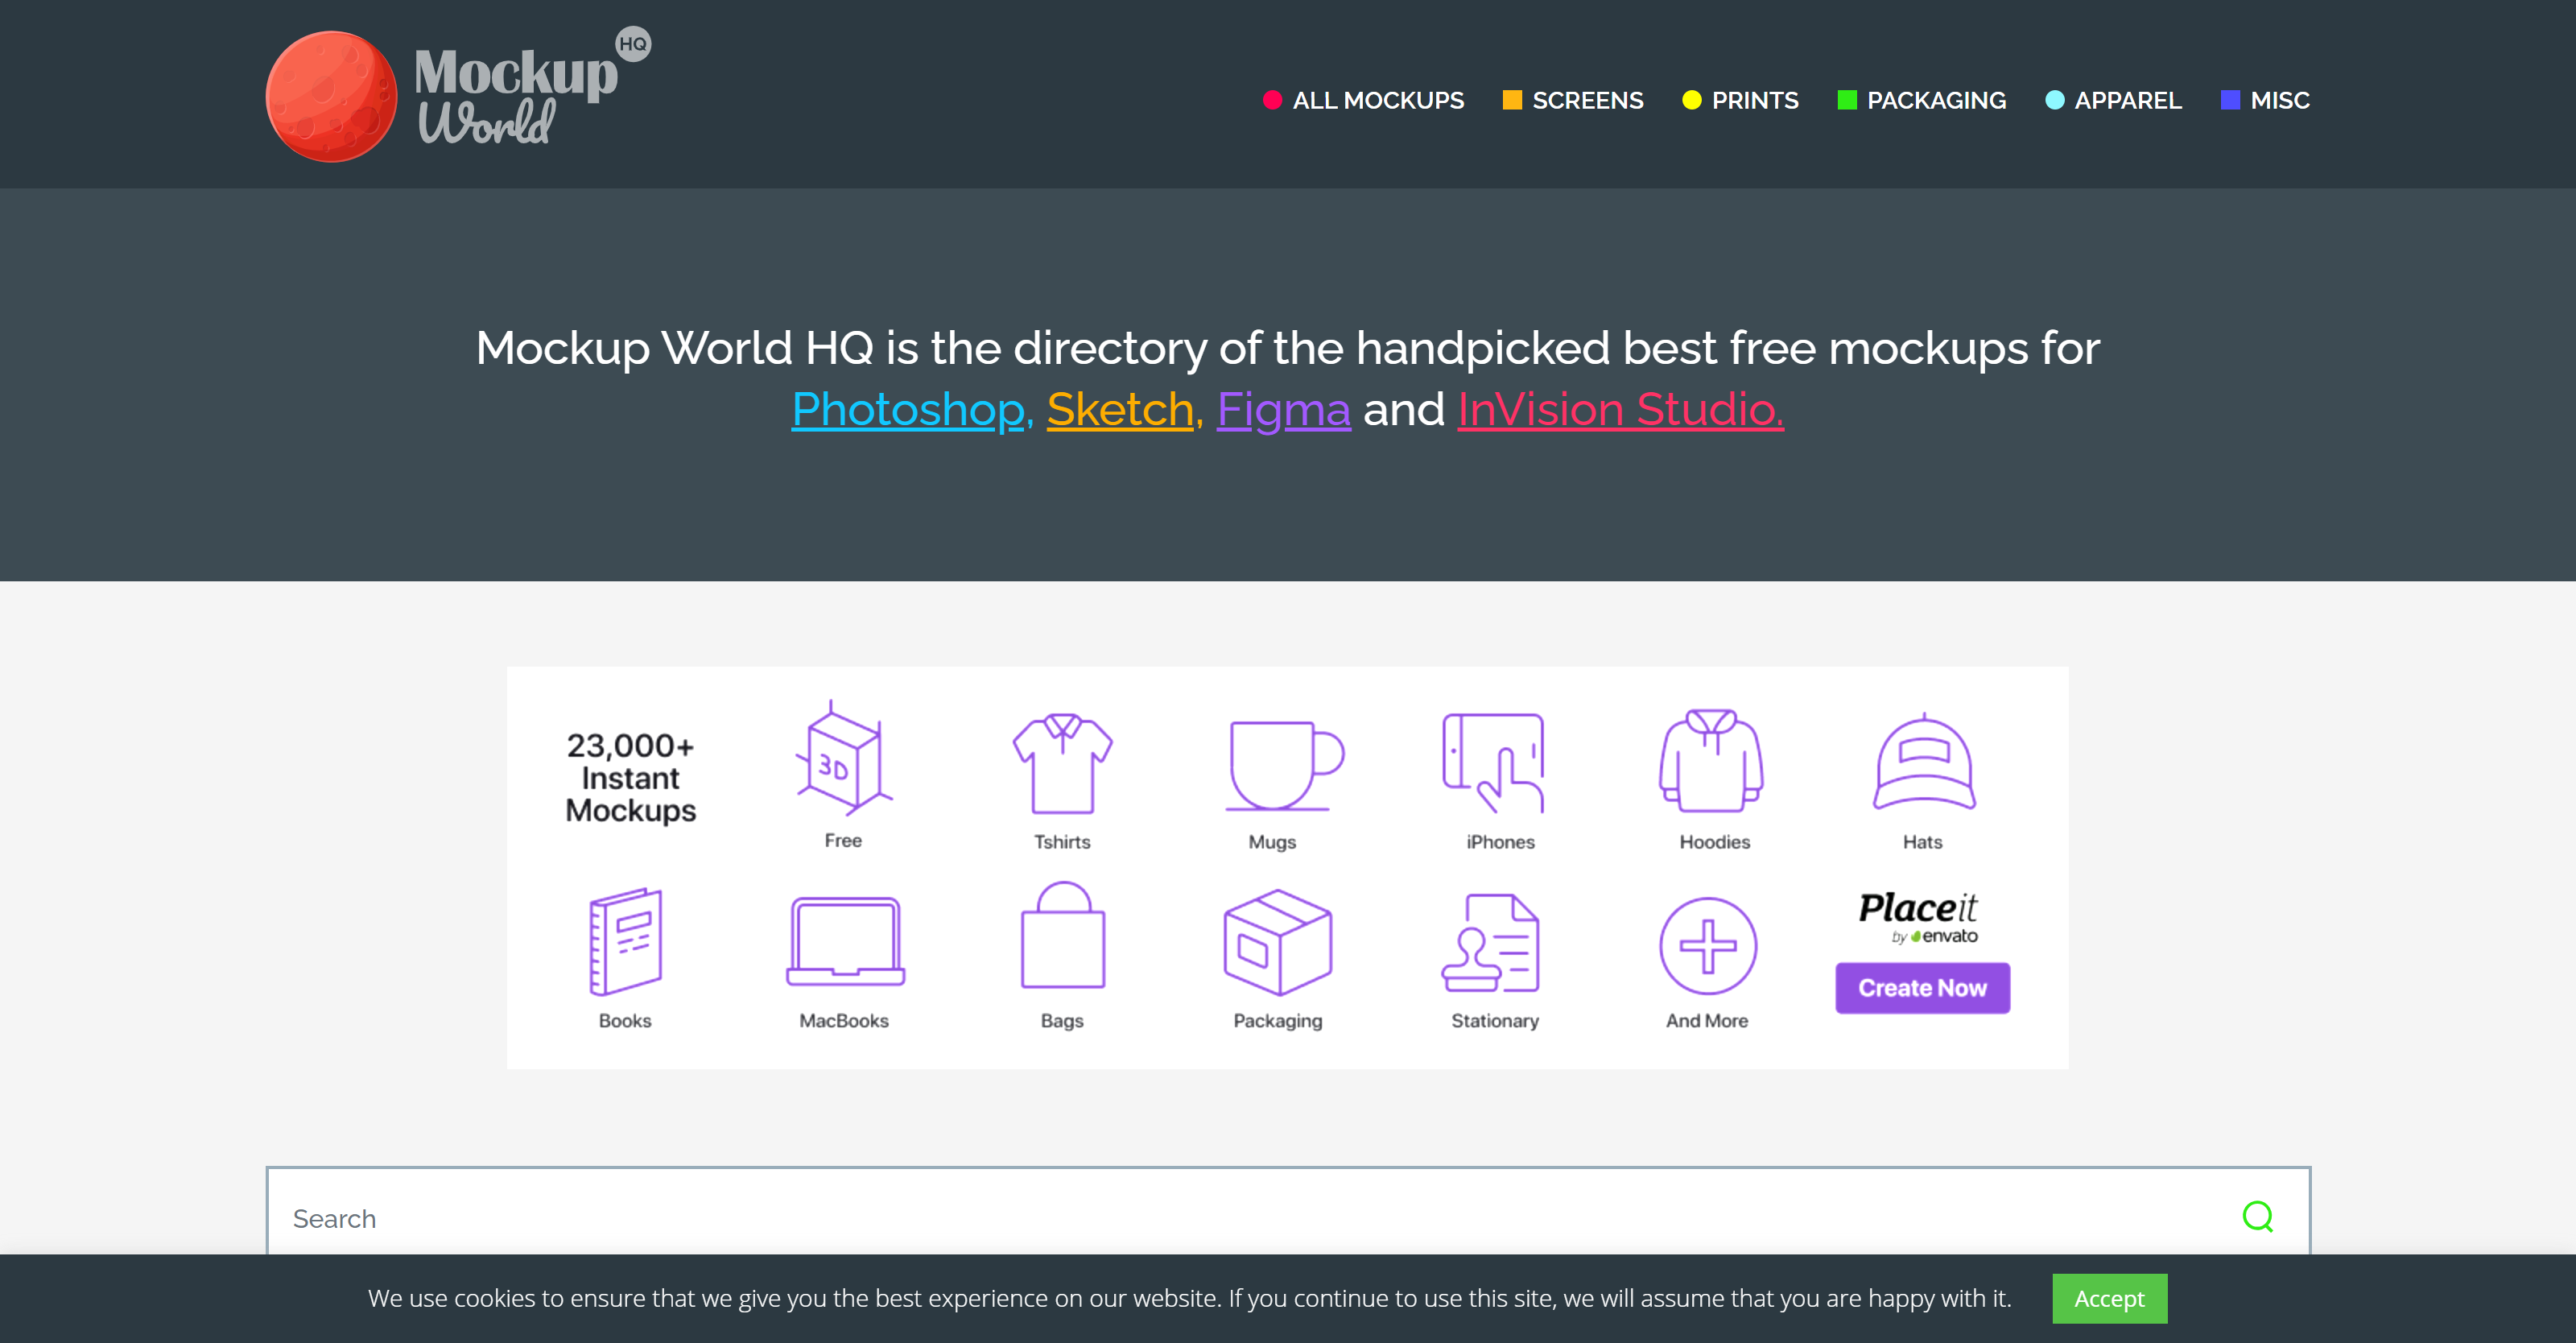 Mockup HQ
World
ALL MOCKUPS SCREENS PRINTS PACKAGING APPAREL MISC
Mockup World HQ is the directory of the handpicked best free mockups for
Photoshop, Sketch, Figma and InVision Studio.
23,000+
Instant
Mockups
3D
Free Tshirts Mugs iPhones Hoodies Hats
Placeit
by envato
Create Now
Books MacBooks Bags Packaging Stationary And More
Search
We use cookies to ensure that we give you the best experience on our website. If you continue to use this site, we will assume that you are happy with it. Accept